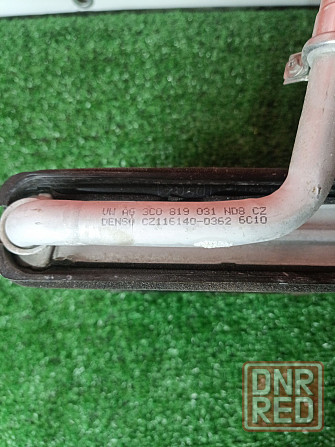 VW AG 3C0 819 031 ND8 CZ
DENSO CZ116140-0362 6C10
DNR
RED